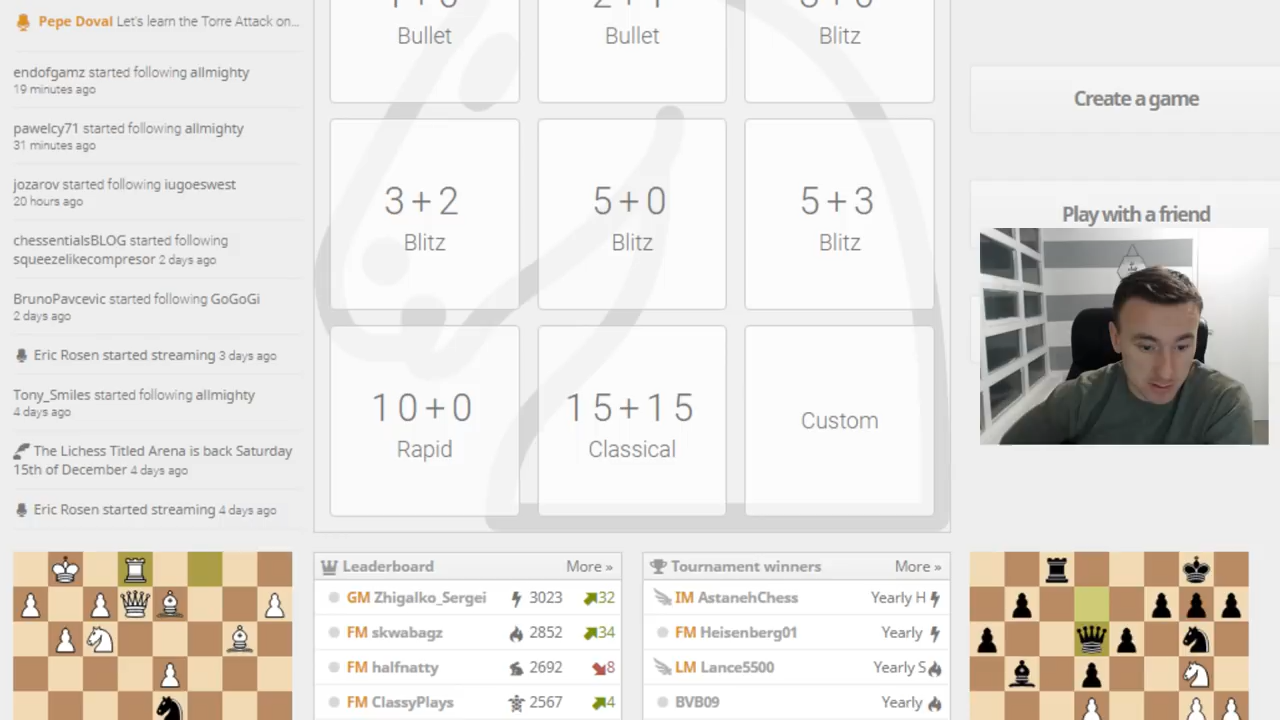 Pepe Doval Let's learn the Torre Attack on...
endofgamz started following allmighty
19 minutes ago
pawelcy71 started following allmighty
31 minutes ago
jozarov started following iugoeswest
20 hours ago
chessentialsBLOG started following
squeezelikecompresor 2 days ago
BrunoPavcevic started following GoGoGi
2 days ago
Eric Rosen started streaming 3 days ago
Tony_Smiles started following allmighty
4 days ago
The Lichess Titled Arena is back Saturday
15th of December 4 days ago
Eric Rosen started streaming 4 days ago
Bullet
Bullet
Blitz
3+2
Blitz
5+0
Blitz
5+3
Blitz
10+0
Rapid
15+15
Classical
Custom
Create a game
Play with a friend
Leaderboard More »
GM Zhigalko_Sergei 3023 32
FM skwabagz 2852 34
FM halfnatty 2692 8
FM ClassyPlays 2567 4
Tournament winners More »
IM AstanehChess Yearly H
FM Heisenberg01 Yearly
LM Lance5500 Yearly S
BVB09 Yearly